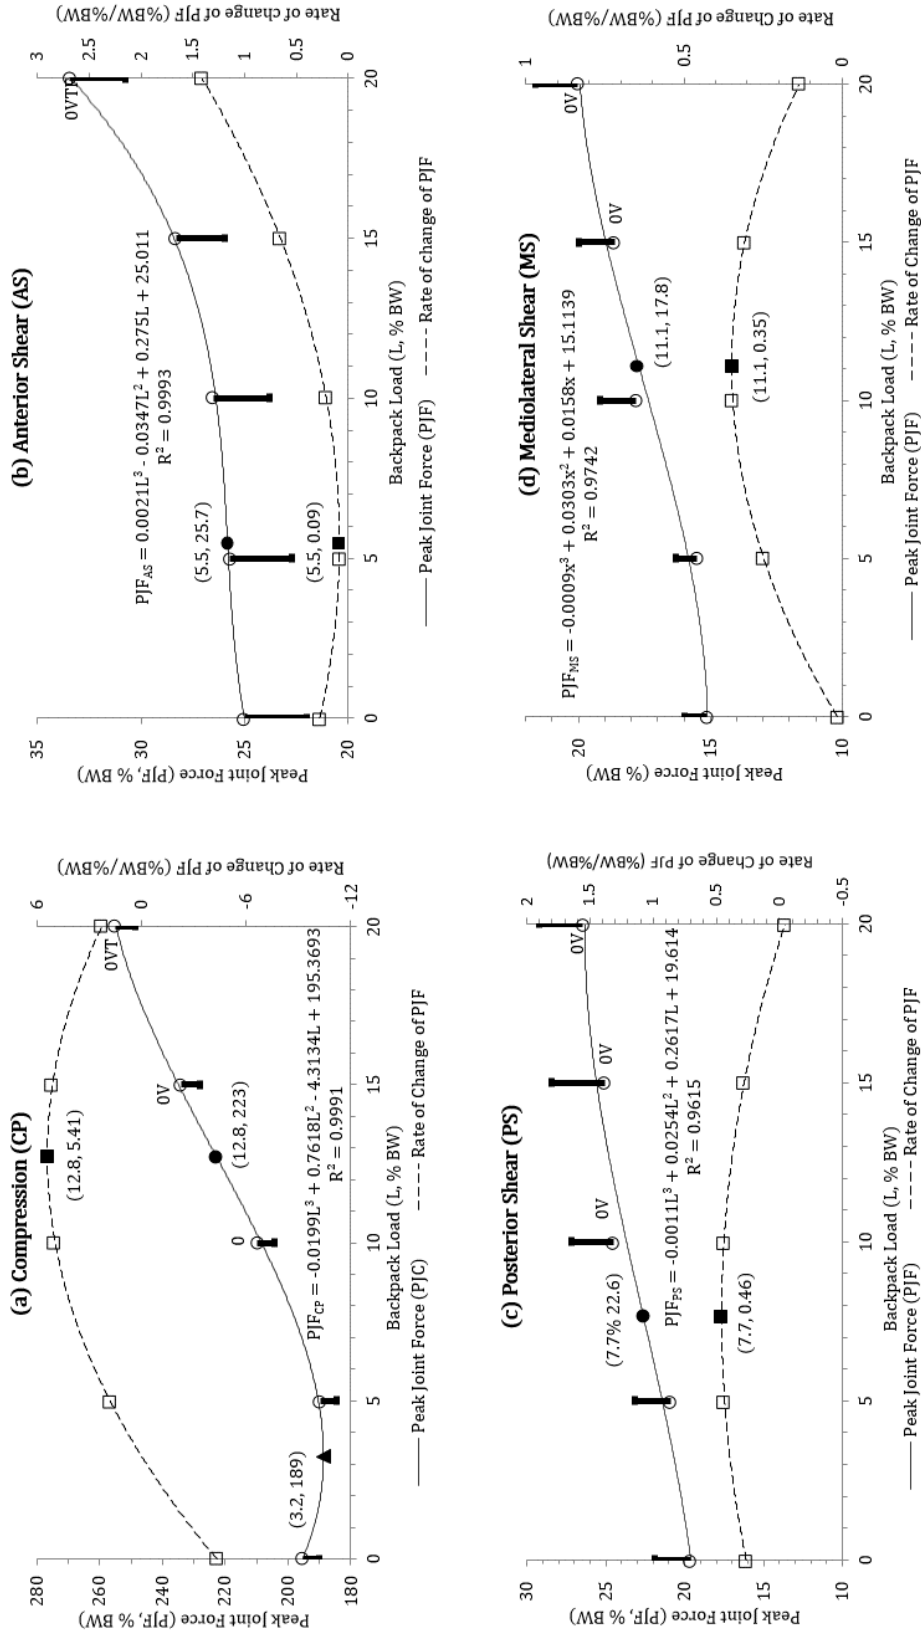 (a) Compression (CP)
280
260
240
220
200
180
6
0
-6
-12
Peak Joint Force (PJF, % BW)
Rate of Change of PJF
(%BW/%BW)
(12.8, 5.41)
0VT
0V
0
(12.8, 223)
(3.2, 189)
PJF_CP = -0.0199L³ + 0.7618L² - 4.3134L + 195.3693
R² = 0.9991
0
5
10
15
20
Backpack Load (L, % BW)
Peak Joint Force (PJC)
Rate of Change of PJF
(b) Anterior Shear (AS)
35
30
25
20
3
2.5
2
1.5
1
0.5
0
Peak Joint Force (PJF, % BW)
Rate of change of PJF
(%BW/%BW)
0VT
PJF_AS = 0.0021L³ - 0.0347L² + 0.275L + 25.011
R² = 0.9993
(5.5, 25.7)
(5.5, 0.09)
0
5
10
15
20
Backpack Load (L, % BW)
Peak Joint Force (PJF)
Rate of change of PJF
(c) Posterior Shear (PS)
30
25
20
15
10
2
1.5
1
0.5
0
-0.5
Peak Joint Force (PJF, % BW)
Rate of Change of PJF
(%BW/%BW)
0V
0V
0V
(7.7% 22.6)
PJF_PS = -0.0011L³ + 0.0254L² + 0.2617L + 19.614
R² = 0.9615
(7.7, 0.46)
0
5
10
15
20
Backpack Load (L, % BW)
Peak Joint Force (PJF)
Rate of Change of PJF
(d) Mediolateral Shear (MS)
20
15
10
1
0.5
0
Peak Joint Force (% BW)
Rate of Change of PJF
(%BW/%BW)
0V
0V
PJF_MS = -0.0009x³ + 0.0303x² + 0.0158x + 15.1139
R² = 0.9742
(11.1, 17.8)
(11.1, 0.35)
0
5
10
15
20
Backpack Load (L, % BW)
Peak Joint Force (PJF)
Rate of Change of PJF